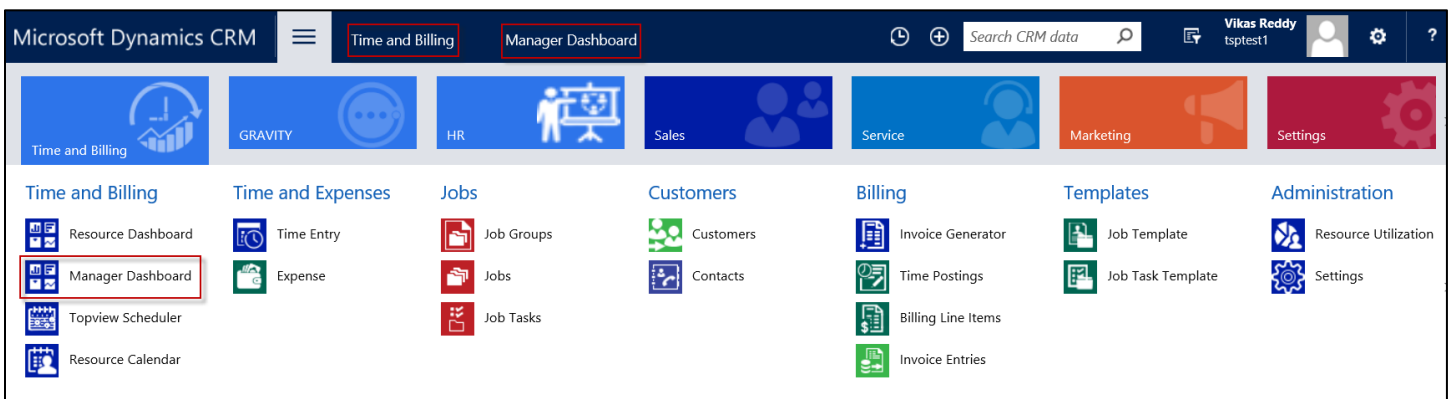 Microsoft Dynamics CRM
Time and Billing
Manager Dashboard
Search CRM data
Vikas Reddy
tsptest1
?
Time and Billing
GRAVITY
HR
Sales
Service
Marketing
Settings
Time and Billing
Resource Dashboard
Manager Dashboard
Topview Scheduler
Resource Calendar
Time and Expenses
Time Entry
Expense
Jobs
Job Groups
Jobs
Job Tasks
Customers
Customers
Contacts
Billing
Invoice Generator
Time Postings
Billing Line Items
Invoice Entries
Templates
Job Template
Job Task Template
Administration
Resource Utilization
Settings